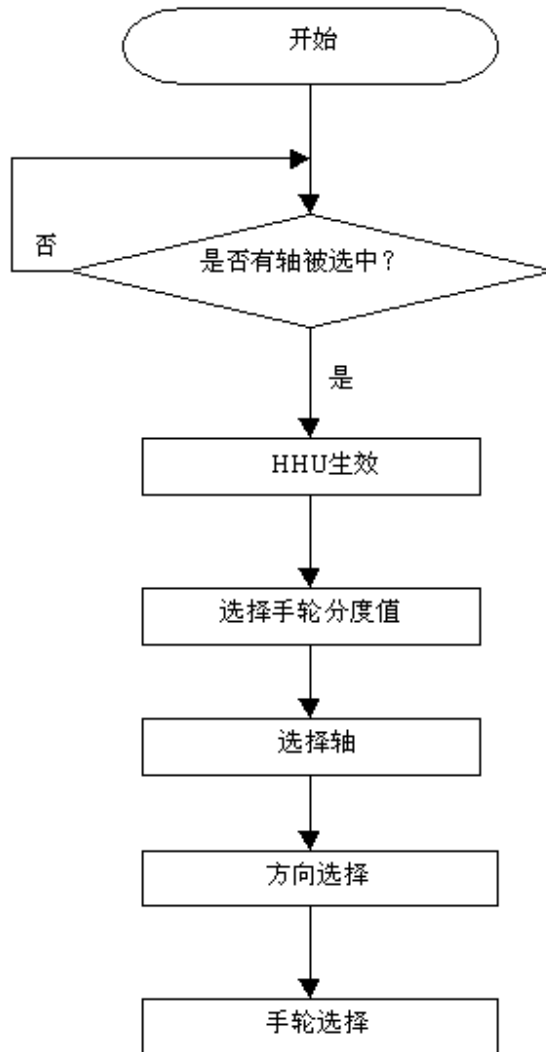 开始
否
是否有轴被选中?
是
HHU生效
选择手轮分度值
选择轴
方向选择
手轮选择